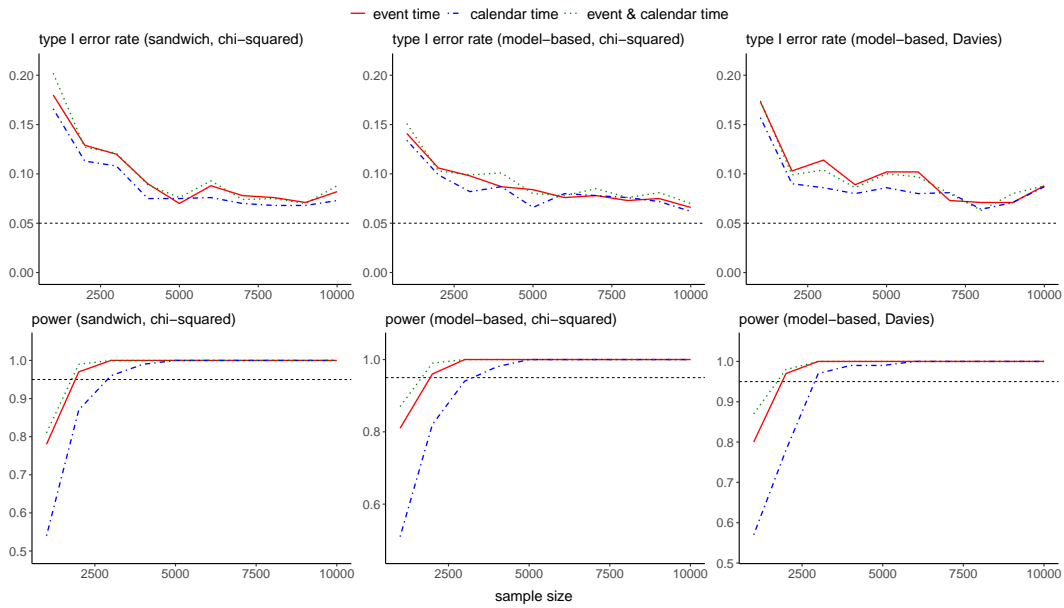 event time calendar time event & calendar time
type I error rate (sandwich, chi−squared) type I error rate (model−based, chi−squared) type I error rate (model−based, Davies)
0.20 0.20 0.20
0.15 0.15 0.15
0.10 0.10 0.10
0.05 0.05 0.05
0.00 0.00 0.00
2500 5000 7500 10000 2500 5000 7500 10000 2500 5000 7500 10000
power (sandwich, chi−squared) power (model−based, chi−squared) power (model−based, Davies)
1.0 1.0 1.0
0.9 0.9
0.8 0.8 0.8
0.7 0.7
0.6 0.6 0.6
0.5 0.5
2500 5000 7500 10000 2500 5000 7500 10000 2500 5000 7500 10000
sample size